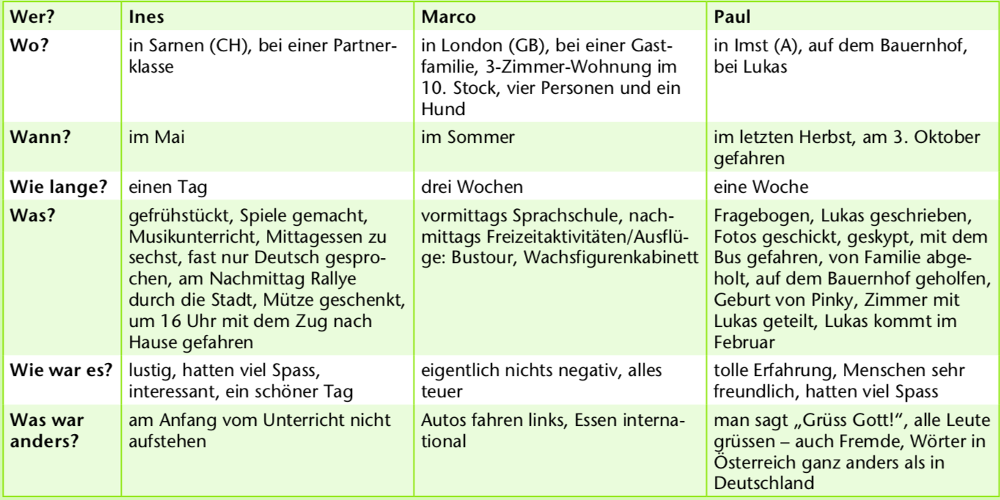 Wer?
Ines
Marco
Paul
Wo?
in Sarnen (CH), bei einer Partner-
klasse
in London (GB), bei einer Gast-
familie, 3-Zimmer-Wohnung im
10. Stock, vier Personen und ein
Hund
in Imst (A), auf dem Bauernhof,
bei Lukas
Wann?
im Mai
im Sommer
im letzten Herbst, am 3. Oktober
gefahren
Wie lange?
einen Tag
drei Wochen
eine Woche
Was?
gefrühstückt, Spiele gemacht,
Musikunterricht, Mittagessen zu
sechst, fast nur Deutsch gespro-
chen, am Nachmittag Rallye
durch die Stadt, Mütze geschenkt,
um 16 Uhr mit dem Zug nach
Hause gefahren
vormittags Sprachschule, nach-
mittags Freizeitaktivitäten/Ausflü-
ge: Bustour, Wachsfigurenkabinett
Fragebogen, Lukas geschrieben,
Fotos geschickt, geskypt, mit dem
Bus gefahren, von Familie abge-
holt, auf dem Bauernhof geholfen,
Geburt von Pinky, Zimmer mit
Lukas geteilt, Lukas kommt im
Februar
Wie war es?
lustig, hatten viel Spass,
interessant, ein schöner Tag
eigentlich nichts negativ, alles
teuer
tolle Erfahrung, Menschen sehr
freundlich, hatten viel Spass
Was war
anders?
am Anfang vom Unterricht nicht
aufstehen
Autos fahren links, Essen interna-
tional
man sagt „Grüss Gott!“, alle Leute
grüssen – auch Fremde, Wörter in
Österreich ganz anders als in
Deutschland